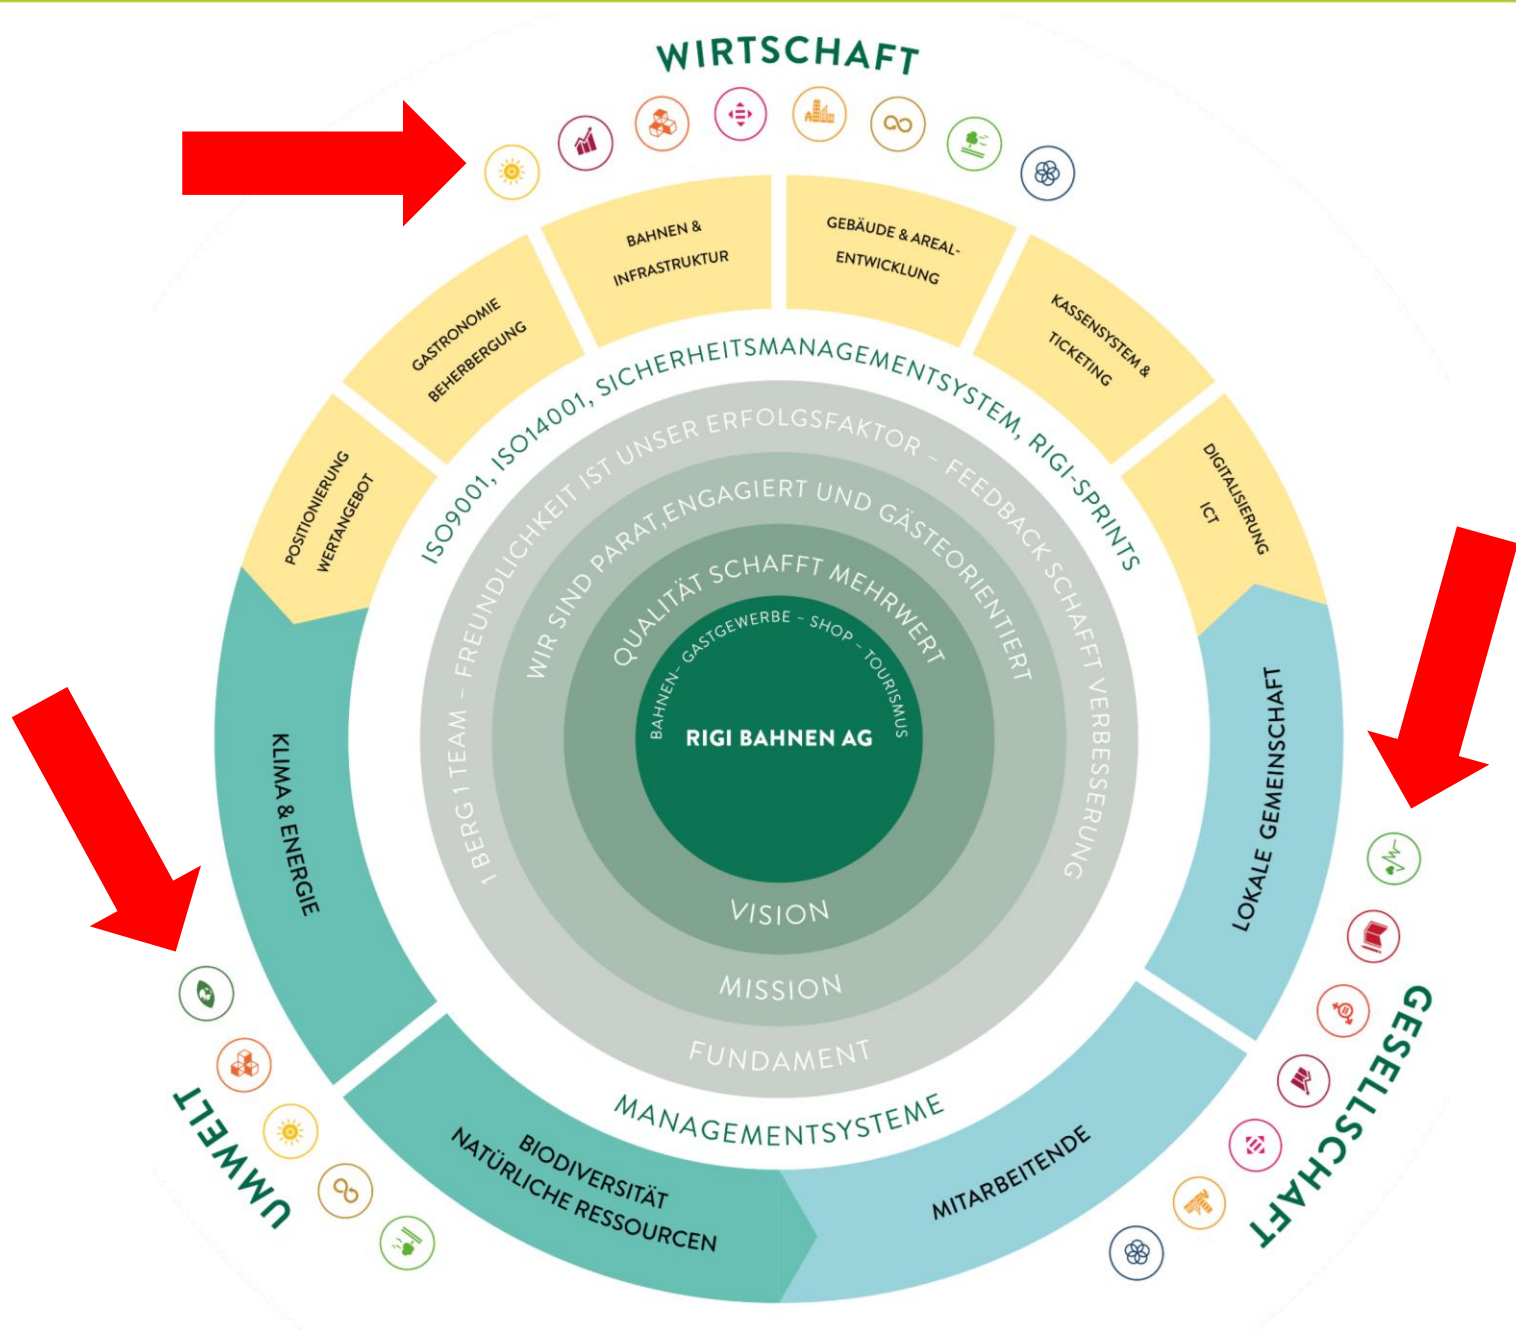 WIRTSCHAFT
BAHNEN &
INFRASTRUKTUR
GEBÄUDE & AREAL-
ENTWICKLUNG
GASTRONOMIE
BEHERBERGUNG
KASSENSYSTEM &
TICKETING
POSITIONIERUNG
WERTANGEBOT
DIGITALISIERUNG
ICT
ISO9001, ISO14001, SICHERHEITSMANAGEMENTSYSTEM, RIGI-SPRINTS
1 BERG 1 TEAM – FREUNDLICHKEIT IST UNSER ERFOLGSFAKTOR – FEEDBACK SCHAFFT VERBESSERUNG
WIR SIND PARAT, ENGAGIERT UND GÄSTEORIENTIERT
QUALITÄT SCHAFFT MEHRWERT
BAHNEN– GASTGEWERBE – SHOP – TOURISMUS
RIGI BAHNEN AG
VISION
MISSION
FUNDAMENT
MANAGEMENTSYSTEME
KLIMA & ENERGIE
LOKALE GEMEINSCHAFT
BIODIVERSITÄT
NATÜRLICHE RESSOURCEN
MITARBEITENDE
UMWELT
GESELLSCHAFT